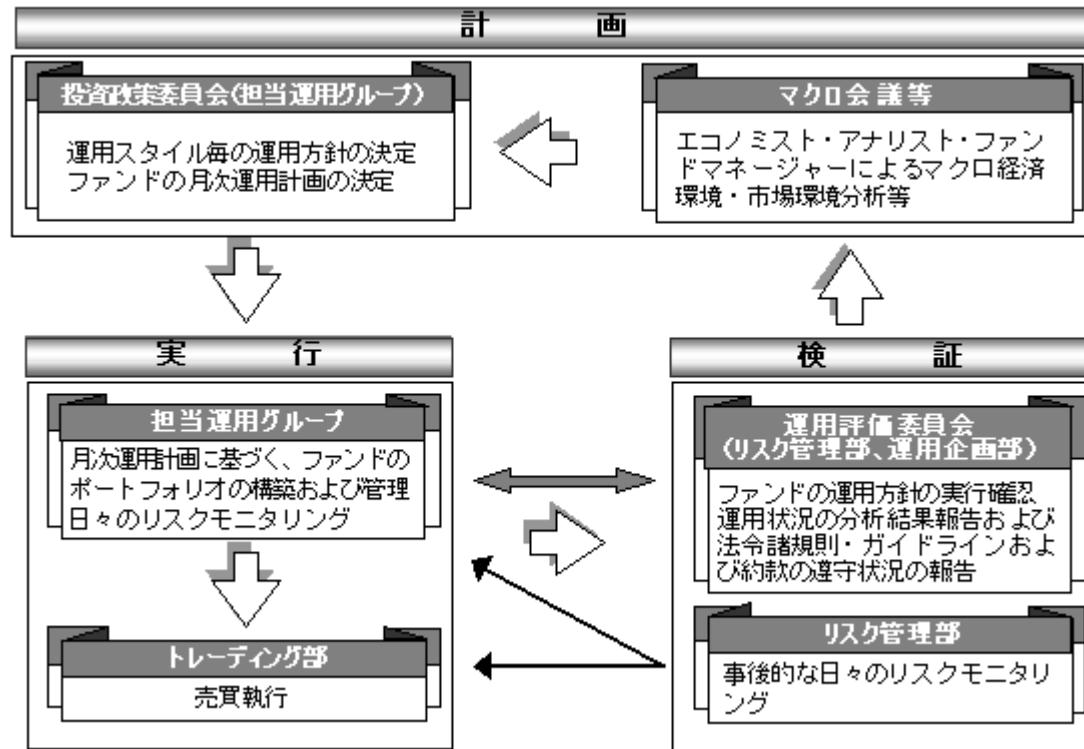 計画
投資政策委員会(担当運用グループ)
運用スタイル毎の運用方針の決定
ファンドの月次運用計画の決定
マクロ会議等
エコノミスト・アナリスト・ファン
ドマネージャーによるマクロ経済
環境・市場環境分析等
実行
担当運用グループ
月次運用計画に基づく、ファンドの
ポートフォリオの構築および管理
日々のリスクモニタリング
トレーディング部
売買執行
検証
運用評価委員会
(リスク管理部、運用企画部)
ファンドの運用方針の実行確認
運用状況の分析結果報告および
法令諸規則・ガイドラインおよ
び約款の遵守状況の報告
リスク管理部
事後的な日々のリスクモニタリ
ング